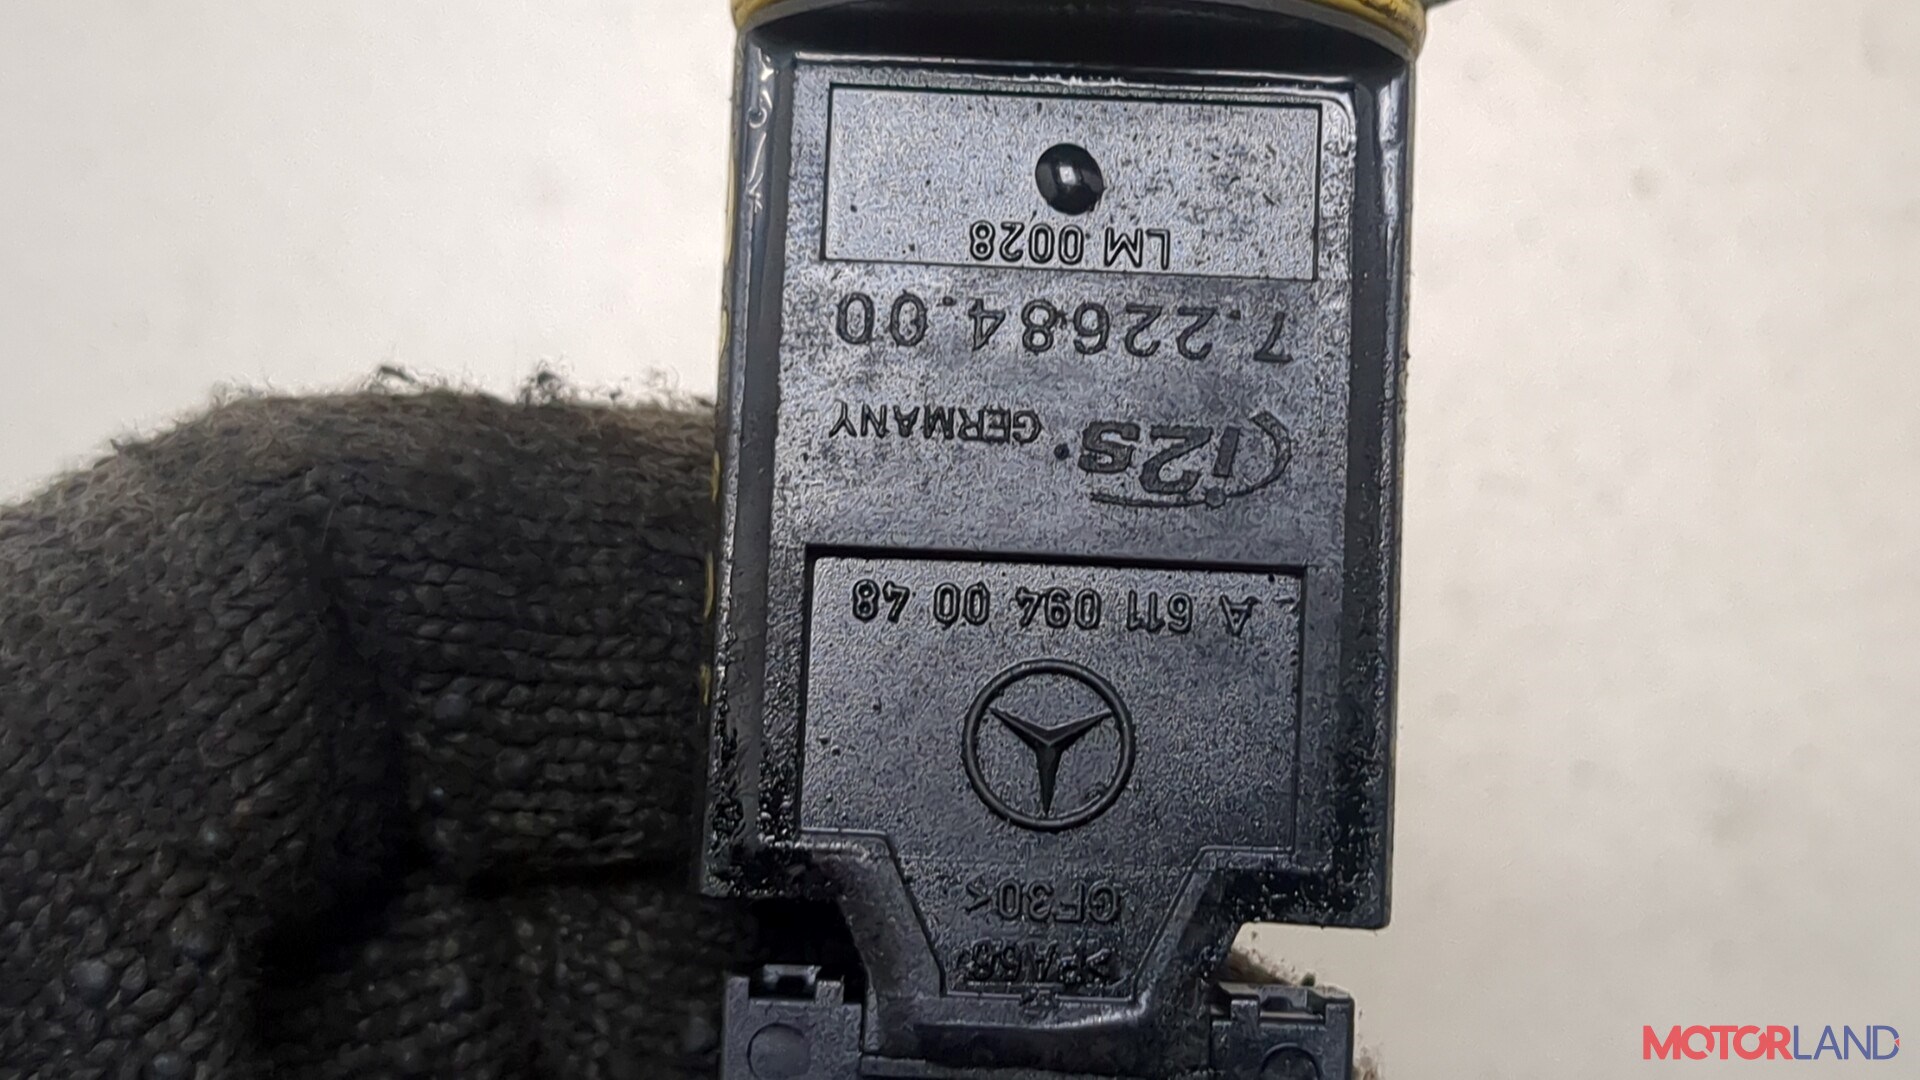 >PA66
GF30<
A 611 094 00 48
i2s GERMANY
7.22684.00
LM 0028
MOTORLAND